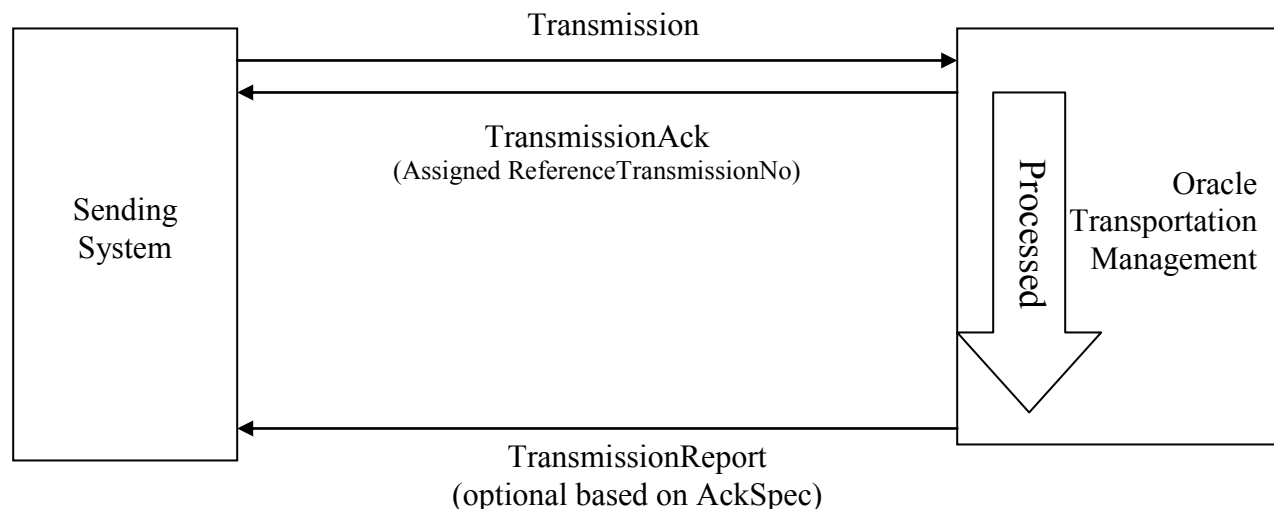 Transmission
TransmissionAck
(Assigned ReferenceTransmissionNo)
Sending
System
Processed
Oracle
Transportation
Management
TransmissionReport
(optional based on AckSpec)